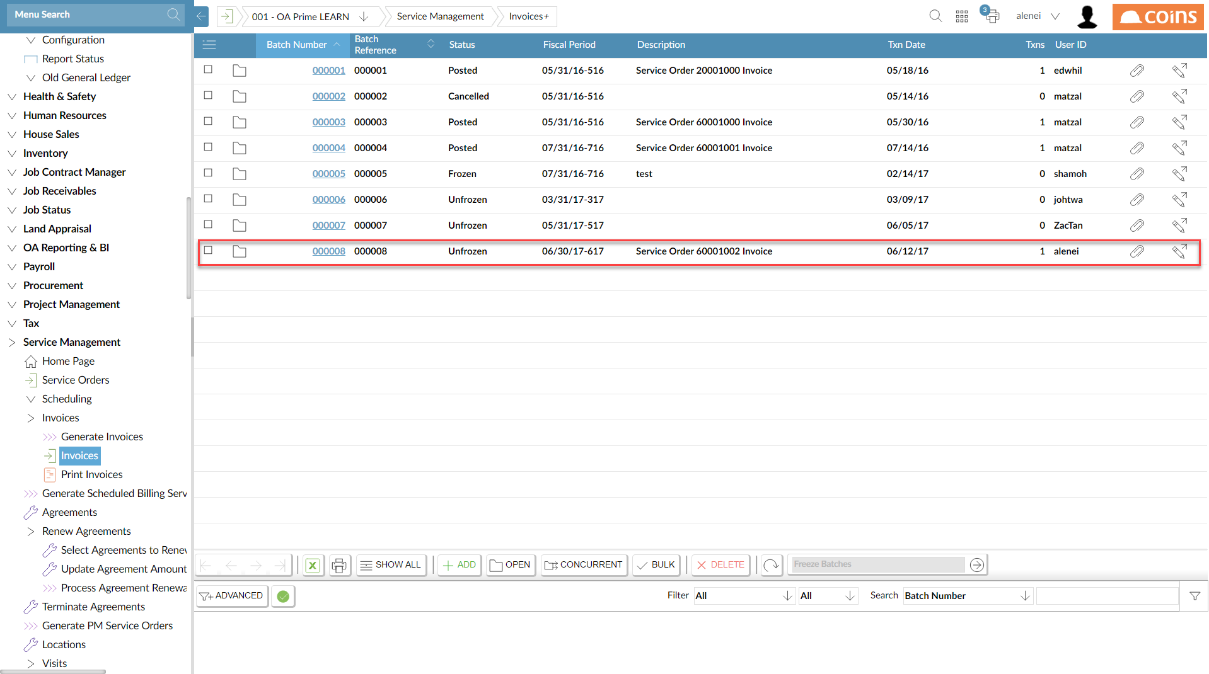 Menu Search
001 - OA Prime LEARN
Service Management
Invoices+
3
alenei
COINS
Configuration
Report Status
Old General Ledger
Health & Safety
Human Resources
House Sales
Inventory
Job Contract Manager
Job Receivables
Job Status
Land Appraisal
OA Reporting & BI
Payroll
Procurement
Project Management
Tax
Service Management
Home Page
Service Orders
Scheduling
Invoices
Generate Invoices
Invoices
Print Invoices
Generate Scheduled Billing Serv
Agreements
Renew Agreements
Select Agreements to Renew
Update Agreement Amount
Process Agreement Renewa
Terminate Agreements
Generate PM Service Orders
Locations
Visits
Batch Number Batch Reference Status Fiscal Period Description Txn Date Txns User ID
000001 000001 Posted 05/31/16-516 Service Order 20001000 Invoice 05/18/16 1 edwhil
000002 000002 Cancelled 05/31/16-516 05/14/16 0 matzal
000003 000003 Posted 05/31/16-516 Service Order 60001000 Invoice 05/30/16 1 matzal
000004 000004 Posted 07/31/16-716 Service Order 60001001 Invoice 07/14/16 1 matzal
000005 000005 Frozen 07/31/16-716 test 02/14/17 0 shamoh
000006 000006 Unfrozen 03/31/17-317 03/09/17 0 johtwa
000007 000007 Unfrozen 05/31/17-517 06/05/17 0 ZacTan
000008 000008 Unfrozen 06/30/17-617 Service Order 60001002 Invoice 06/12/17 1 alenei
SHOW ALL ADD OPEN CONCURRENT BULK DELETE Freeze Batches
ADVANCED Filter All All Search Batch Number